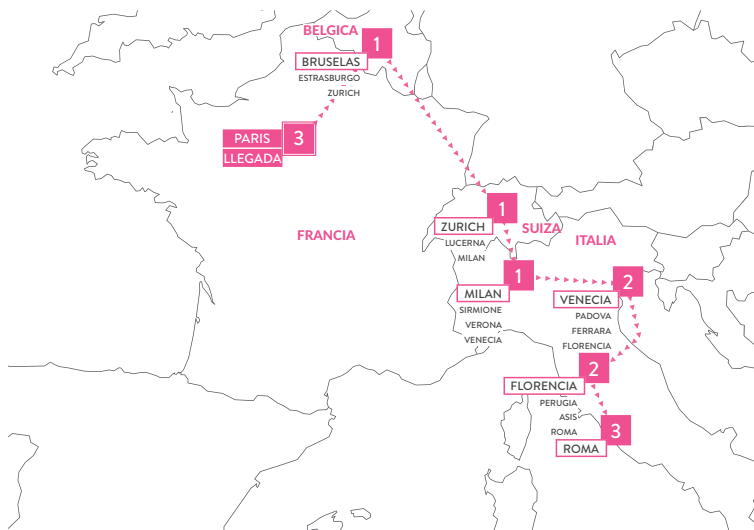 BELGICA
1
BRUSELAS
ESTRASBURGO
–
ZURICH
PARIS
3
LLEGADA
FRANCIA
1
ZURICH
SUIZA
LUCERNA
MILAN
ITALIA
1
MILAN
SIRMIONE
VERONA
VENECIA
2
VENECIA
PADOVA
FERRARA
FLORENCIA
2
FLORENCIA
PERUGIA
ASIS
ROMA
3
ROMA